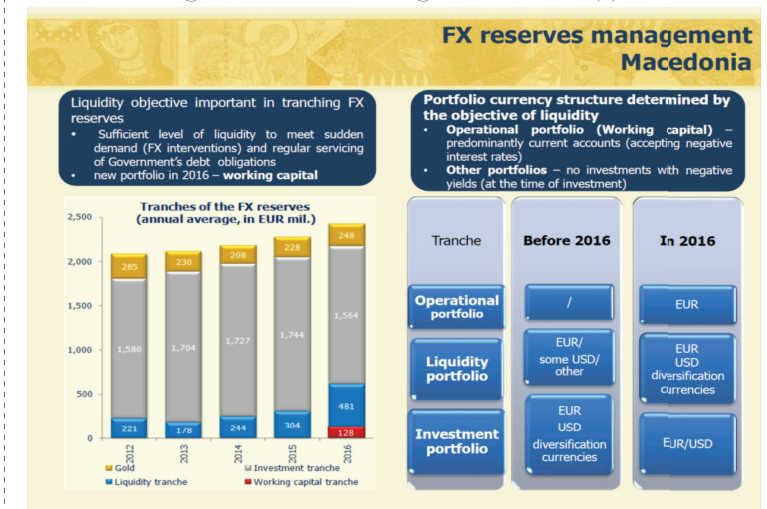 FX reserves management
Macedonia
Liquidity objective important in tranching FX
reserves
• Sufficient level of liquidity to meet sudden
demand (FX interventions) and regular servicing
of Government's debt obligations
• new portfolio in 2016 – working capital
Portfolio currency structure determined by
the objective of liquidity
• Operational portfolio (Working capital) –
predominantly current accounts (accepting negative
interest rates)
• Other portfolios – no investments with negative
yields (at the time of investment)
Tranches of the FX reserves
(annual average, in EUR mil.)
2,500
2,000
1,500
1,000
500
0
285
230
208
228
248
1,580
1,704
1,727
1,744
1,564
221
178
244
304
481
128
2012
2013
2014
2015
2016
Gold
Investment tranche
Liquidity tranche
Working capital tranche
Tranche
Before 2016
In 2016
Operational
portfolio
/
EUR
Liquidity
portfolio
EUR/
some USD/
other
EUR
USD
diversification
currencies
Investment
portfolio
EUR
USD
diversification
currencies
EUR/USD